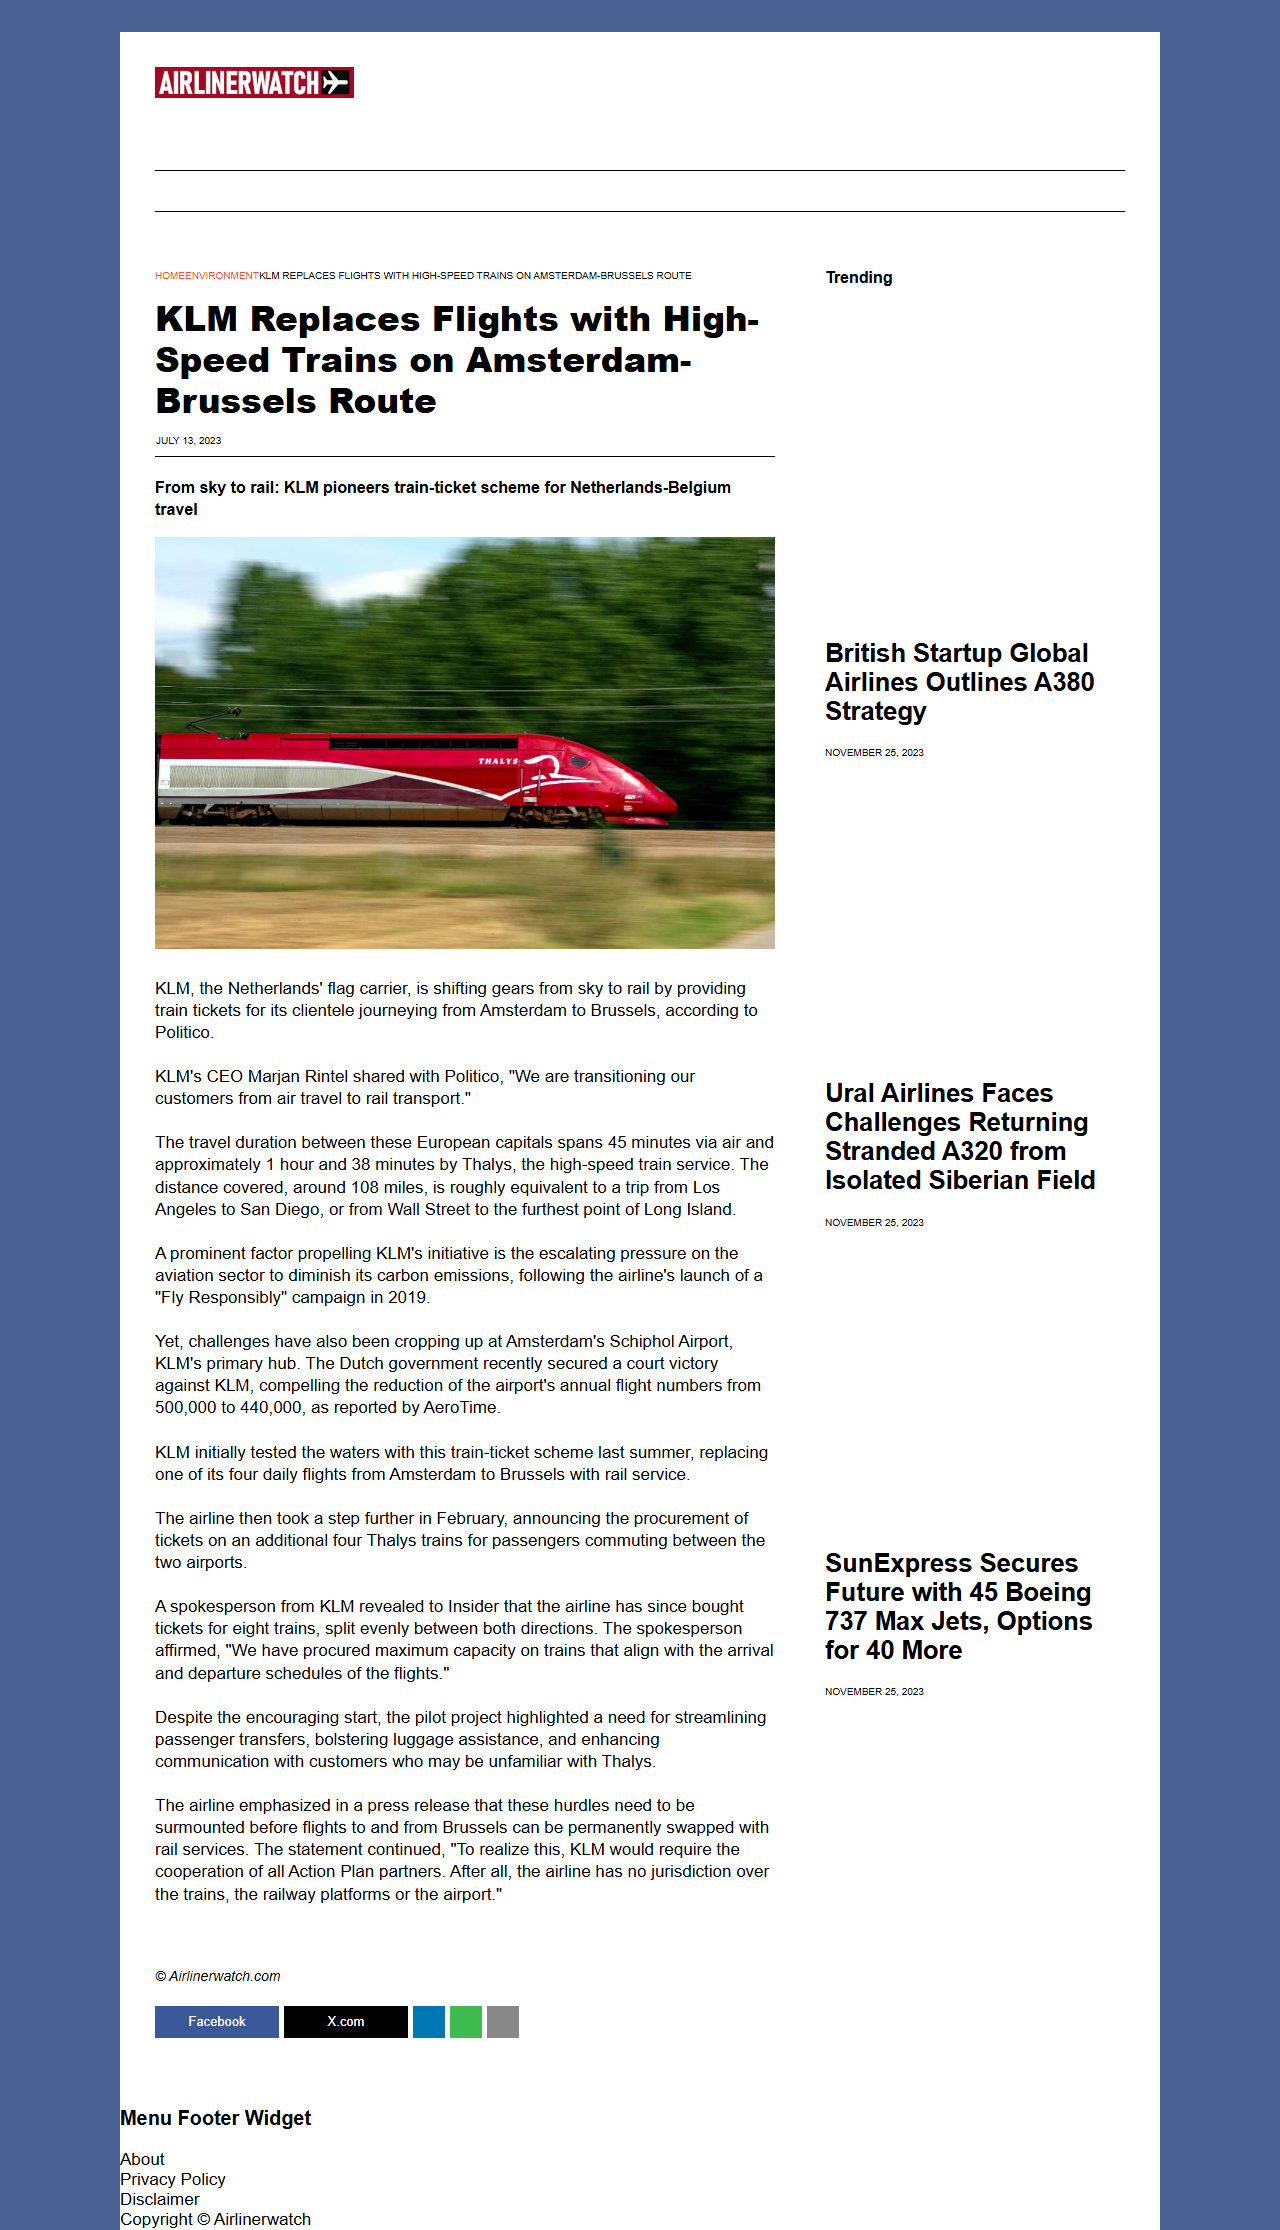 AIRLINERWATCH
HOMEENVIRONMENTKLM REPLACES FLIGHTS WITH HIGH-SPEED TRAINS ON AMSTERDAM-BRUSSELS ROUTE
KLM Replaces Flights with High-
Speed Trains on Amsterdam-
Brussels Route
JULY 13, 2023
From sky to rail: KLM pioneers train-ticket scheme for Netherlands-Belgium
travel
THALYS
4321
KLM, the Netherlands' flag carrier, is shifting gears from sky to rail by providing
train tickets for its clientele journeying from Amsterdam to Brussels, according to
Politico.
KLM's CEO Marjan Rintel shared with Politico, "We are transitioning our
customers from air travel to rail transport."
The travel duration between these European capitals spans 45 minutes via air and
approximately 1 hour and 38 minutes by Thalys, the high-speed train service. The
distance covered, around 108 miles, is roughly equivalent to a trip from Los
Angeles to San Diego, or from Wall Street to the furthest point of Long Island.
A prominent factor propelling KLM's initiative is the escalating pressure on the
aviation sector to diminish its carbon emissions, following the airline's launch of a
"Fly Responsibly" campaign in 2019.
Yet, challenges have also been cropping up at Amsterdam's Schiphol Airport,
KLM's primary hub. The Dutch government recently secured a court victory
against KLM, compelling the reduction of the airport's annual flight numbers from
500,000 to 440,000, as reported by AeroTime.
KLM initially tested the waters with this train-ticket scheme last summer, replacing
one of its four daily flights from Amsterdam to Brussels with rail service.
The airline then took a step further in February, announcing the procurement of
tickets on an additional four Thalys trains for passengers commuting between the
two airports.
A spokesperson from KLM revealed to Insider that the airline has since bought
tickets for eight trains, split evenly between both directions. The spokesperson
affirmed, "We have procured maximum capacity on trains that align with the arrival
and departure schedules of the flights."
Despite the encouraging start, the pilot project highlighted a need for streamlining
passenger transfers, bolstering luggage assistance, and enhancing
communication with customers who may be unfamiliar with Thalys.
The airline emphasized in a press release that these hurdles need to be
surmounted before flights to and from Brussels can be permanently swapped with
rail services. The statement continued, "To realize this, KLM would require the
cooperation of all Action Plan partners. After all, the airline has no jurisdiction over
the trains, the railway platforms or the airport."
© Airlinerwatch.com
Facebook
X.com
Trending
British Startup Global
Airlines Outlines A380
Strategy
NOVEMBER 25, 2023
Ural Airlines Faces
Challenges Returning
Stranded A320 from
Isolated Siberian Field
NOVEMBER 25, 2023
SunExpress Secures
Future with 45 Boeing
737 Max Jets, Options
for 40 More
NOVEMBER 25, 2023
Menu Footer Widget
About
Privacy Policy
Disclaimer
Copyright © Airlinerwatch